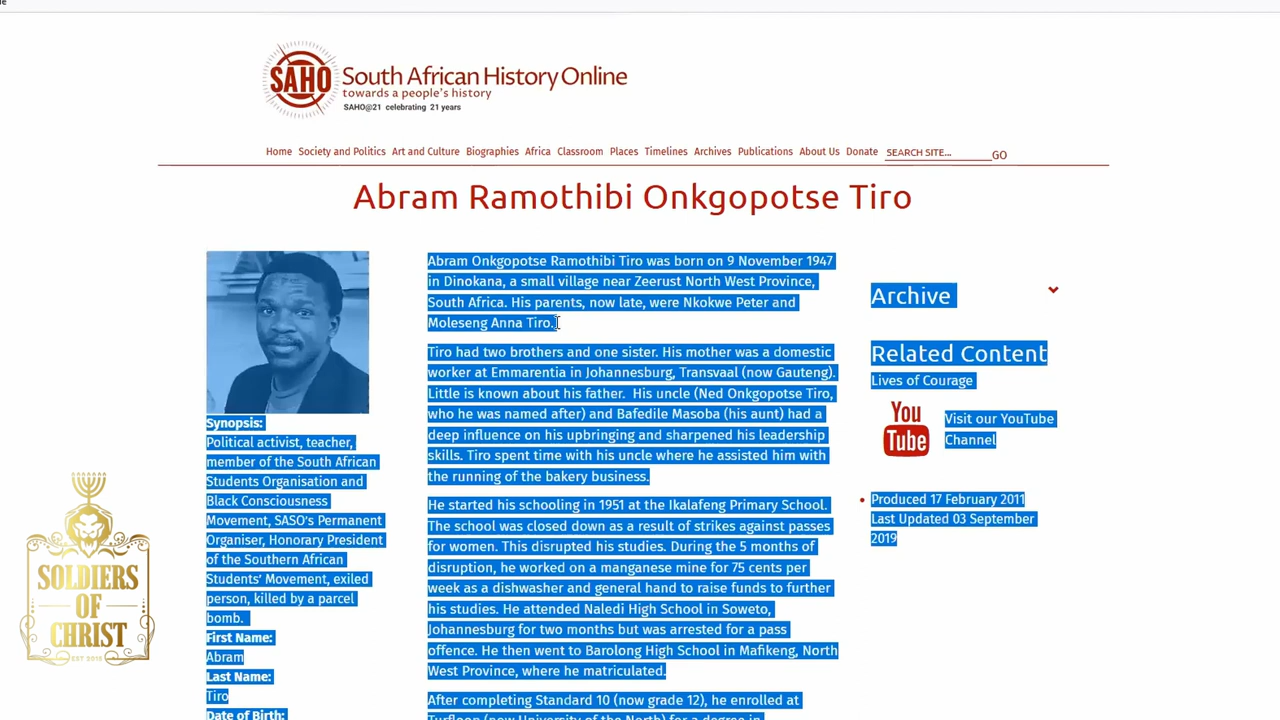 SAHO
South African History Online
towards a people's history
SAHO@21 celebrating 21 years
Home Society and Politics Art and Culture Biographies Africa Classroom Places Timelines Archives Publications About Us Donate SEARCH SITE... GO
Abram Ramothibi Onkgopotse Tiro
Synopsis:
Political activist, teacher,
member of the South African
Students Organisation and
Black Consciousness
Movement, SASO's Permanent
Organiser, Honorary President
of the Southern African
Students' Movement, exiled
person, killed by a parcel
bomb.
First Name:
Abram
Last Name:
Tiro
Date of Birth:
Abram Onkgopotse Ramothibi Tiro was born on 9 November 1947
in Dinokana, a small village near Zeerust North West Province,
South Africa. His parents, now late, were Nkokwe Peter and
Moleseng Anna Tiro.
Tiro had two brothers and one sister. His mother was a domestic
worker at Emmarentia in Johannesburg, Transvaal (now Gauteng).
Little is known about his father. His uncle (Ned Onkgopotse Tiro,
who he was named after) and Bafedile Masoba (his aunt) had a
deep influence on his upbringing and sharpened his leadership
skills. Tiro spent time with his uncle where he assisted him with
the running of the bakery business.
He started his schooling in 1951 at the Ikalafeng Primary School.
The school was closed down as a result of strikes against passes
for women. This disrupted his studies. During the 5 months of
disruption, he worked on a manganese mine for 75 cents per
week as a dishwasher and general hand to raise funds to further
his studies. He attended Naledi High School in Soweto,
Johannesburg for two months but was arrested for a pass
offence. He then went to Barolong High School in Mafikeng, North
West Province, where he matriculated.
After completing Standard 10 (now grade 12), he enrolled at
Turfloop (now University of the North) for a degree in
Archive
Related Content
Lives of Courage
You
Tube
Visit our YouTube
Channel
Produced 17 February 2011
Last Updated 03 September
2019
SOLDIERS
OF
CHRIST
EST 2015